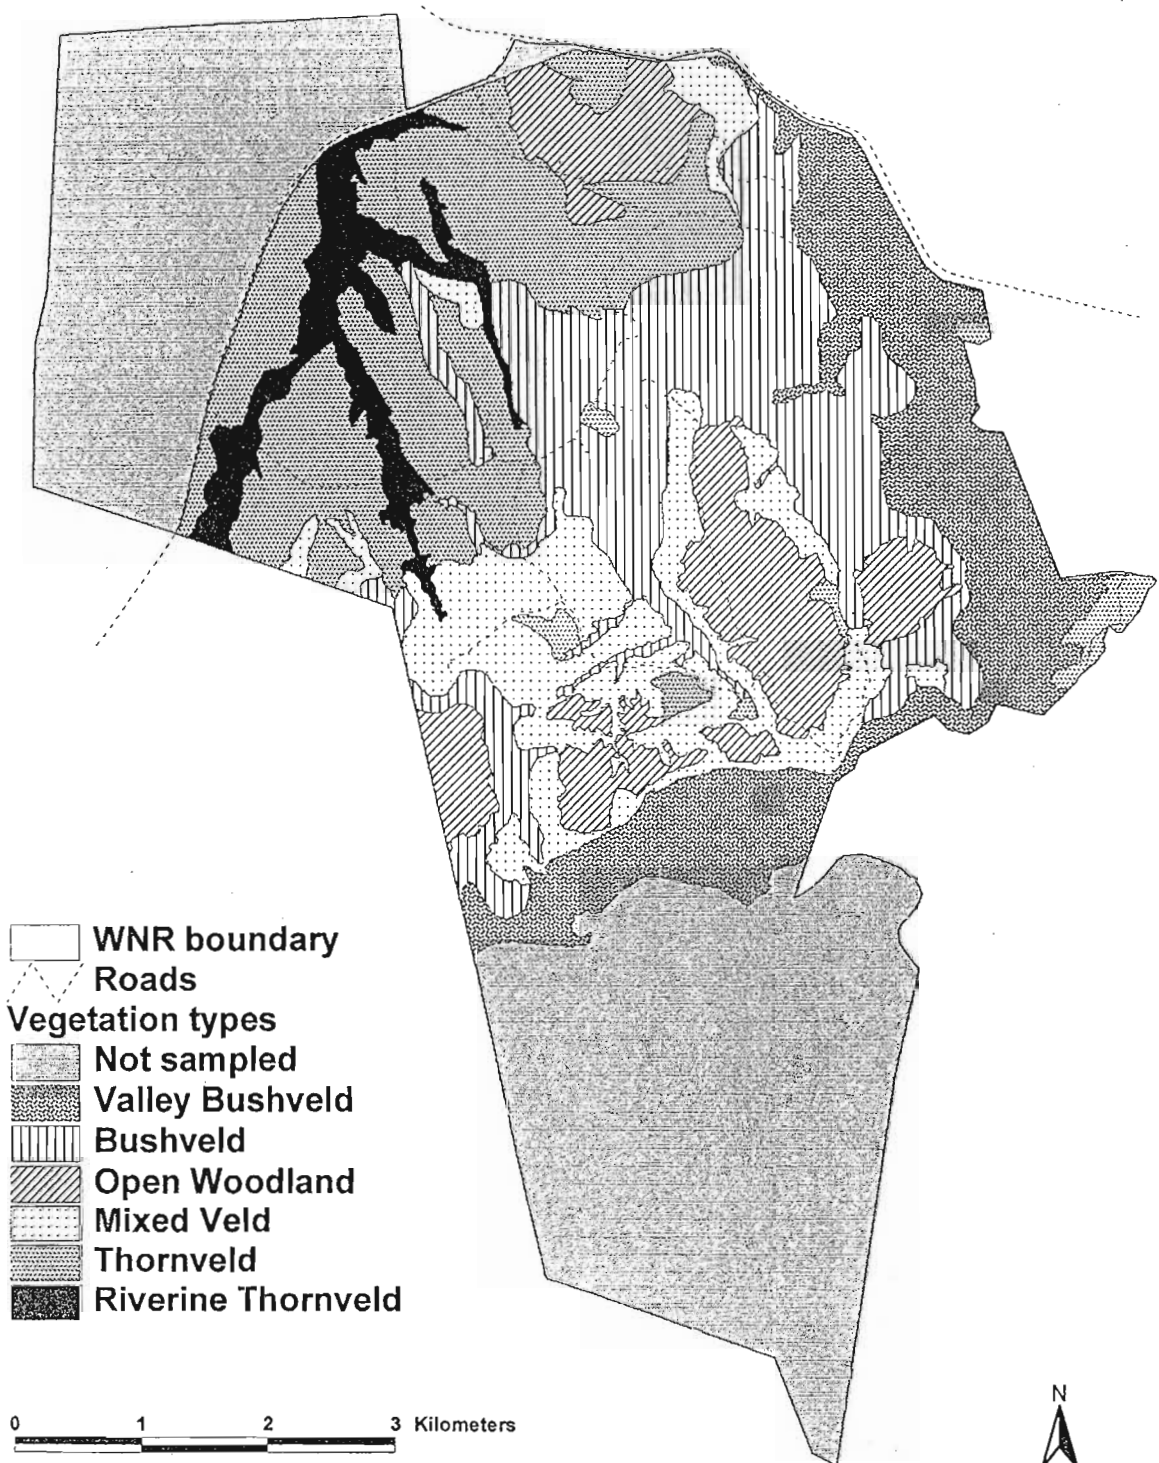 WNR boundary
Roads
Vegetation types
Not sampled
Valley Bushveld
Bushveld
Open Woodland
Mixed Veld
Thornveld
Riverine Thornveld
0 1 2 3 Kilometers
N